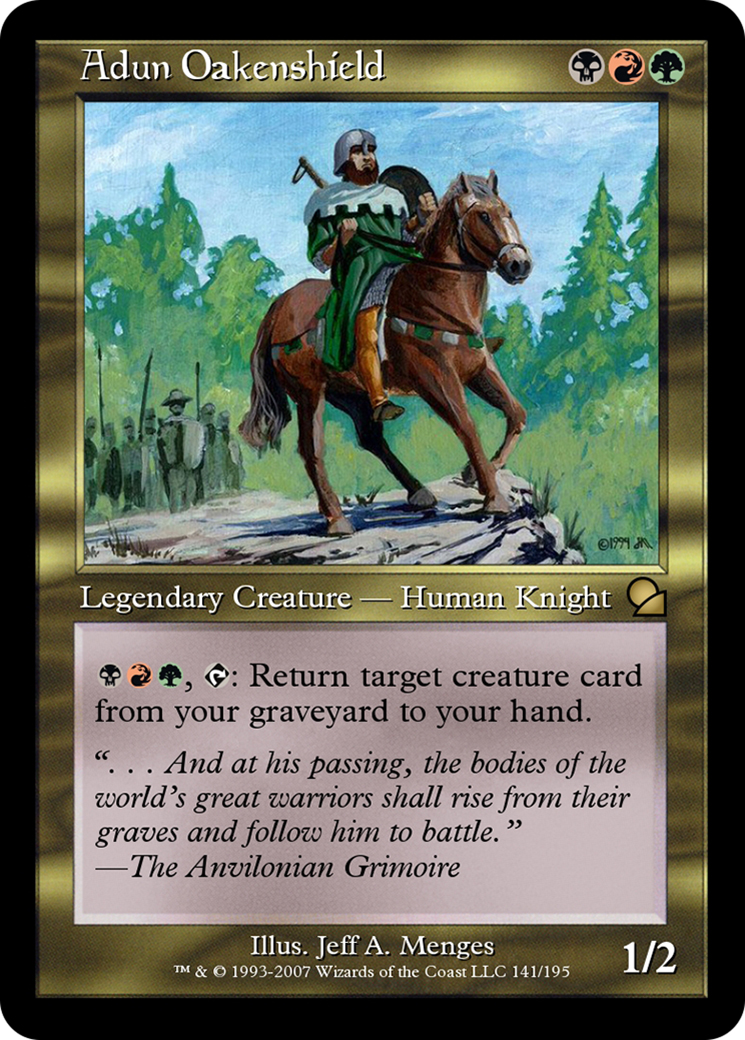 Adun Oakenshield
©1994 JM
Legendary Creature — Human Knight
, : Return target creature card
from your graveyard to your hand.
“. . . And at his passing, the bodies of the
world’s great warriors shall rise from their
graves and follow him to battle.”
—The Anvilonian Grimoire
Illus. Jeff A. Menges
™ & © 1993-2007 Wizards of the Coast LLC 141/195
1/2